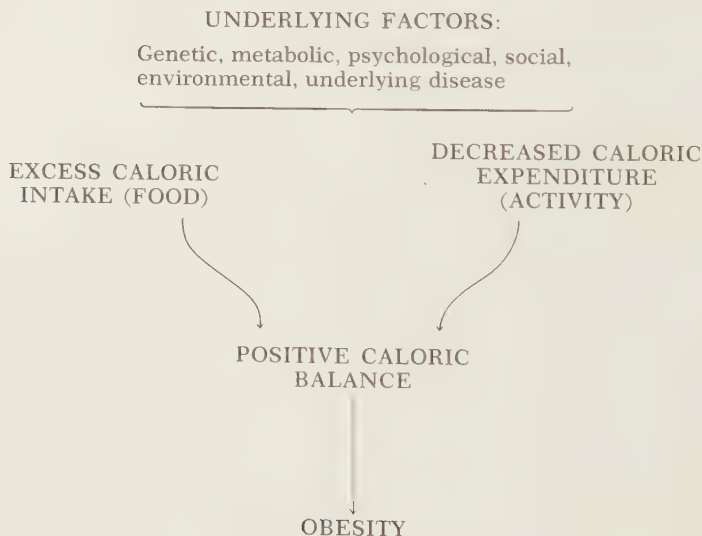 UNDERLYING FACTORS:
Genetic, metabolic, psychological, social,
environmental, underlying disease
EXCESS CALORIC
INTAKE (FOOD)
DECREASED CALORIC
EXPENDITURE
(ACTIVITY)
POSITIVE CALORIC
BALANCE
OBESITY